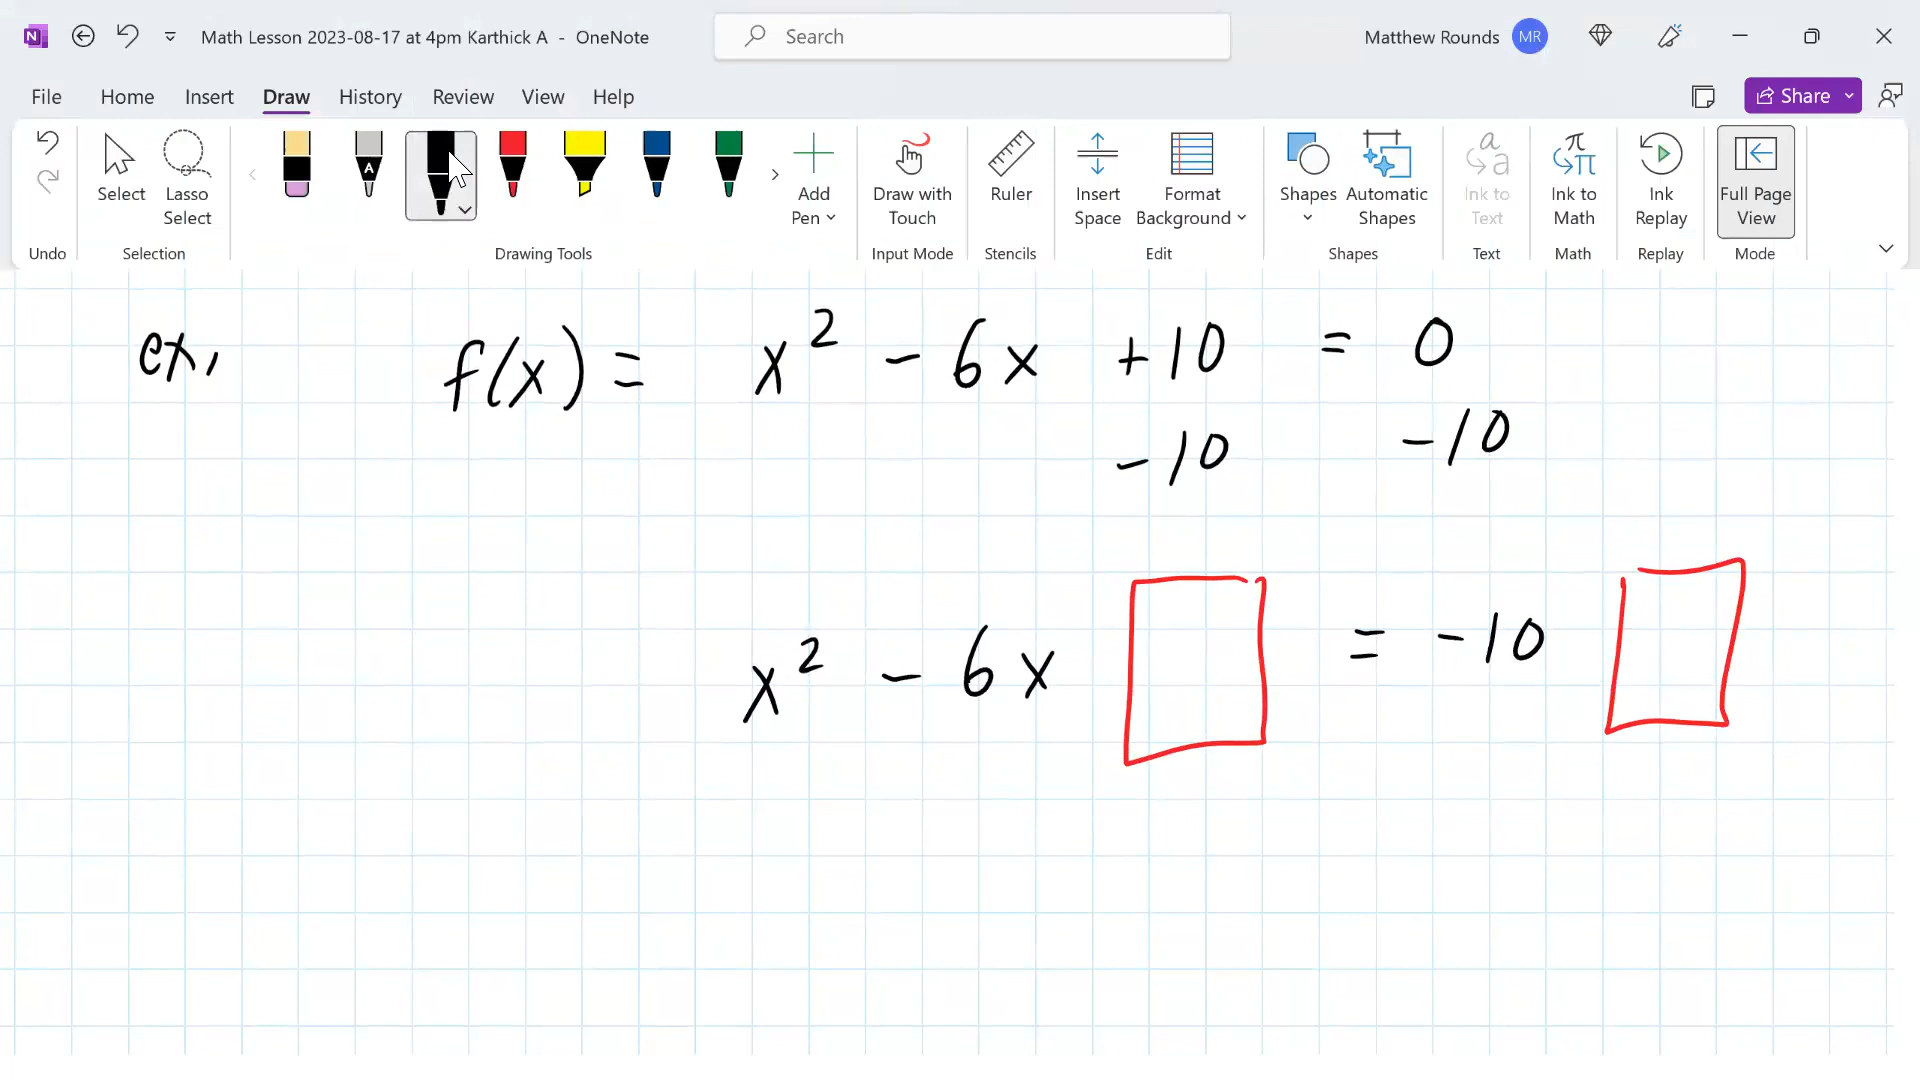 Math Lesson 2023-08-17 at 4pm Karthick A - OneNote
Search
Matthew Rounds MR
File Home Insert Draw History Review View Help
Share
Select
Lasso Select
A
Add Pen
Draw with Touch
Ruler
Insert Space
Format Background
Shapes
Automatic Shapes
Ink to Text
Ink to Math
Ink Replay
Full Page View
Undo Selection Drawing Tools Input Mode Stencils Edit Shapes Text Math Replay Mode
ex, f(x) = x² - 6x +10 = 0
-10 -10
x² - 6x = -10